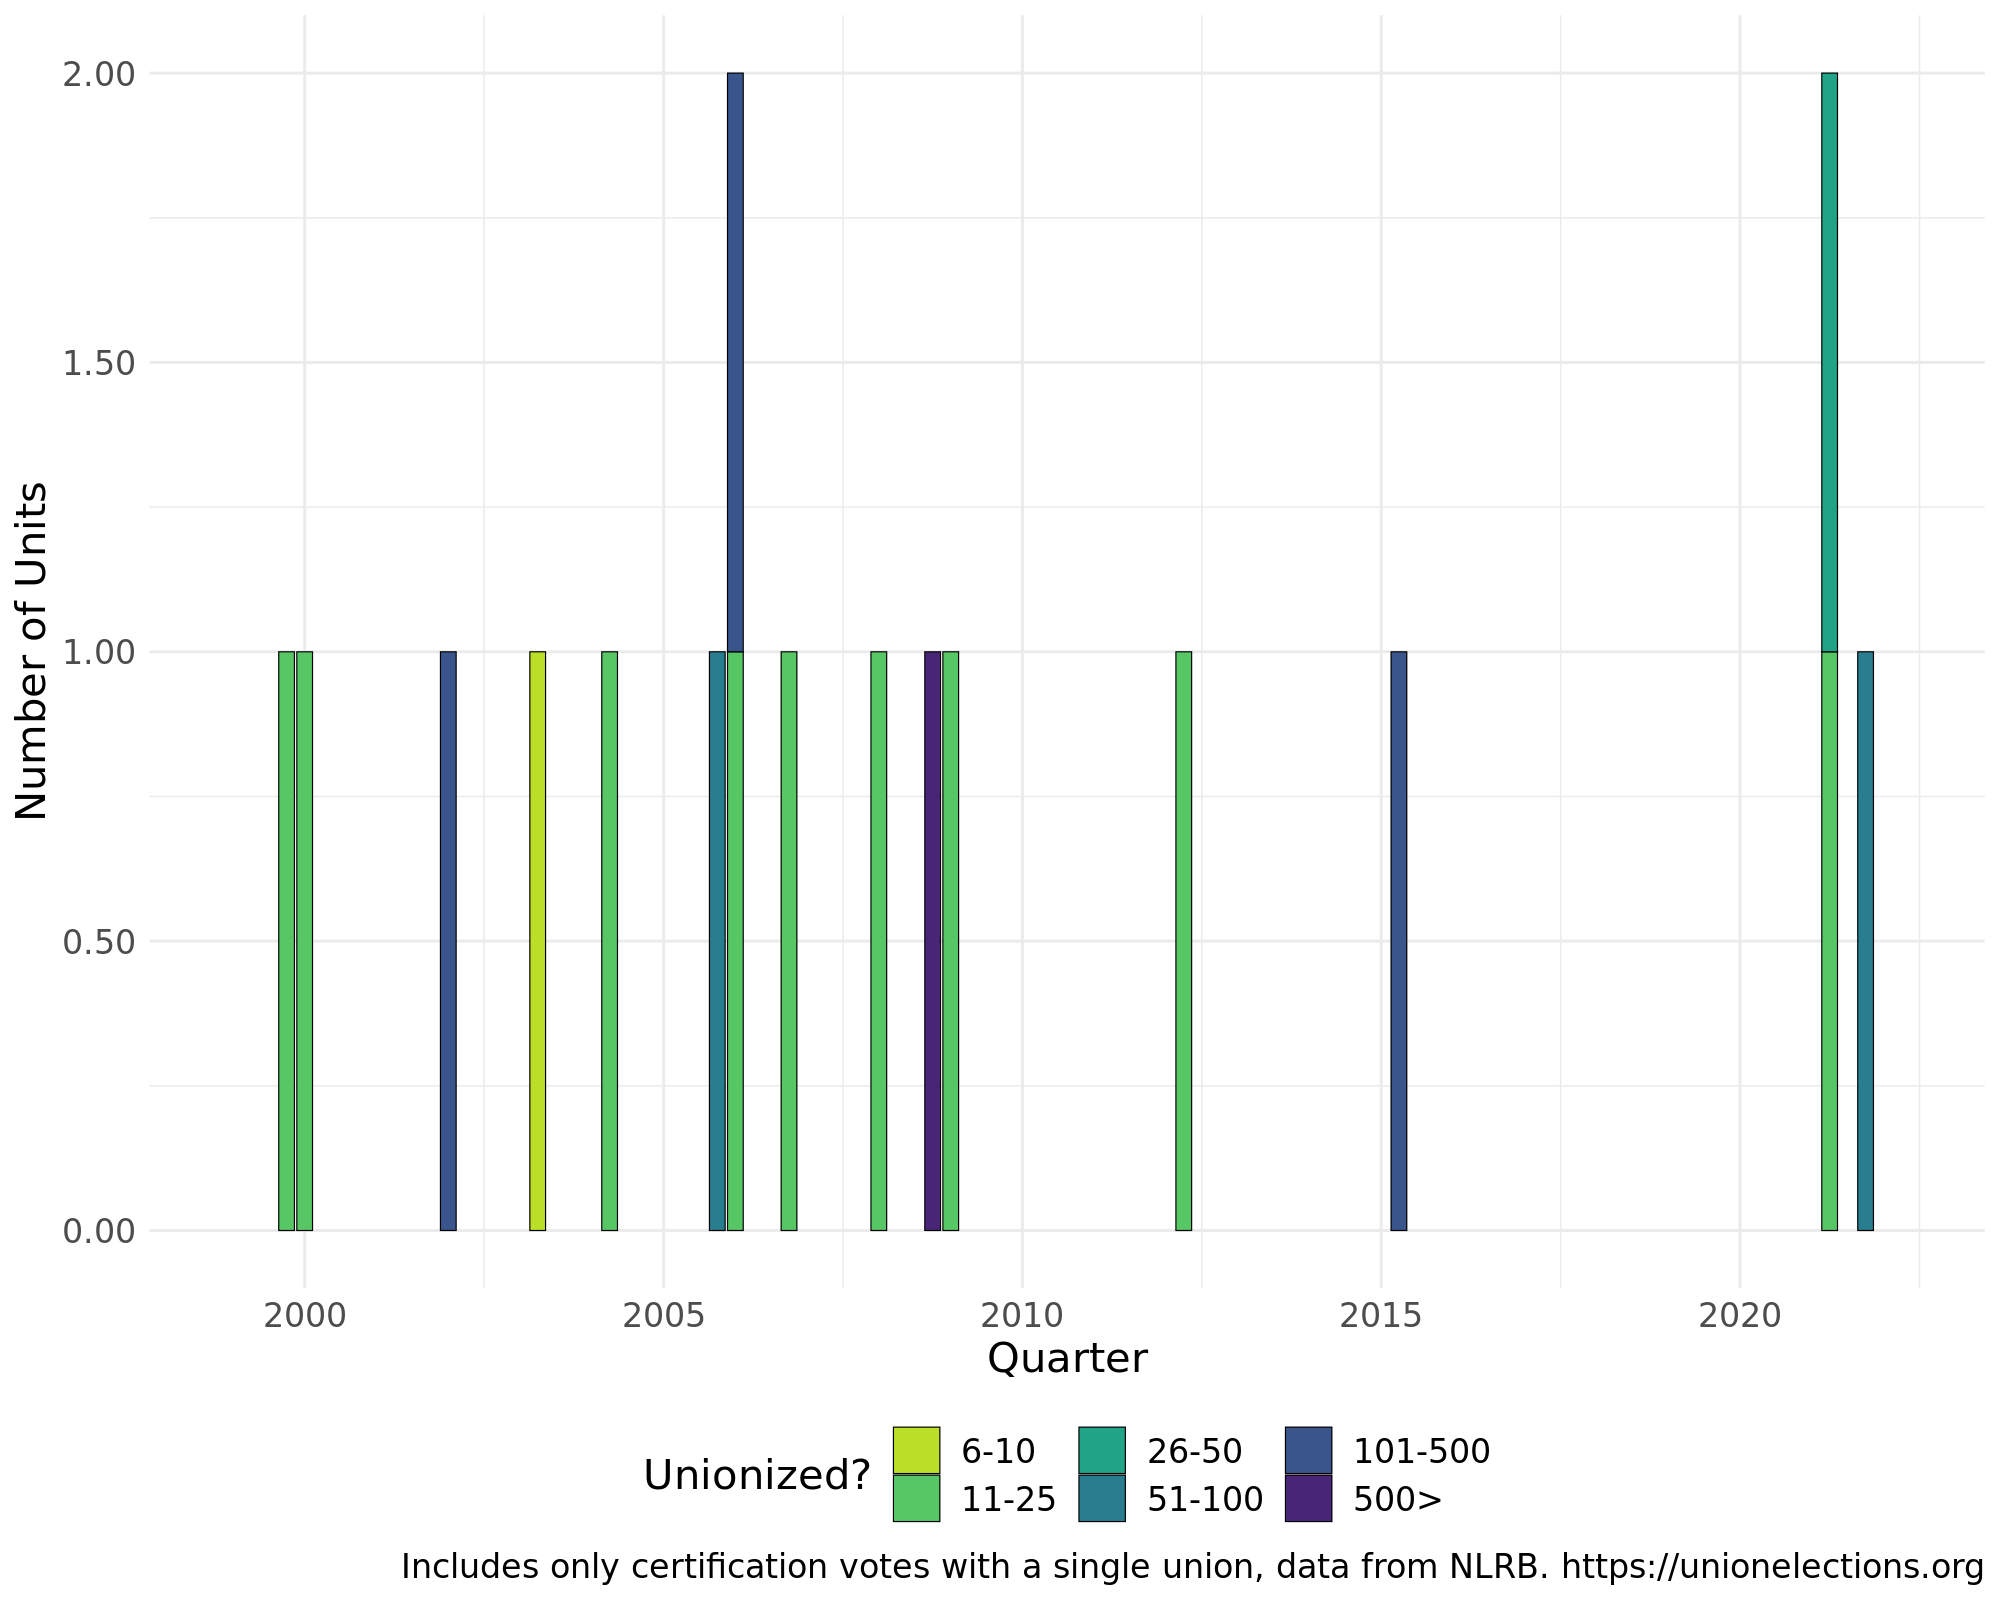 2.00
1.50
1.00
0.50
0.00
Number of Units
2000 2005 2010 2015 2020
Quarter
Unionized?
6-10 26-50 101-500
11-25 51-100 500>
Includes only certification votes with a single union, data from NLRB. https://unionelections.org